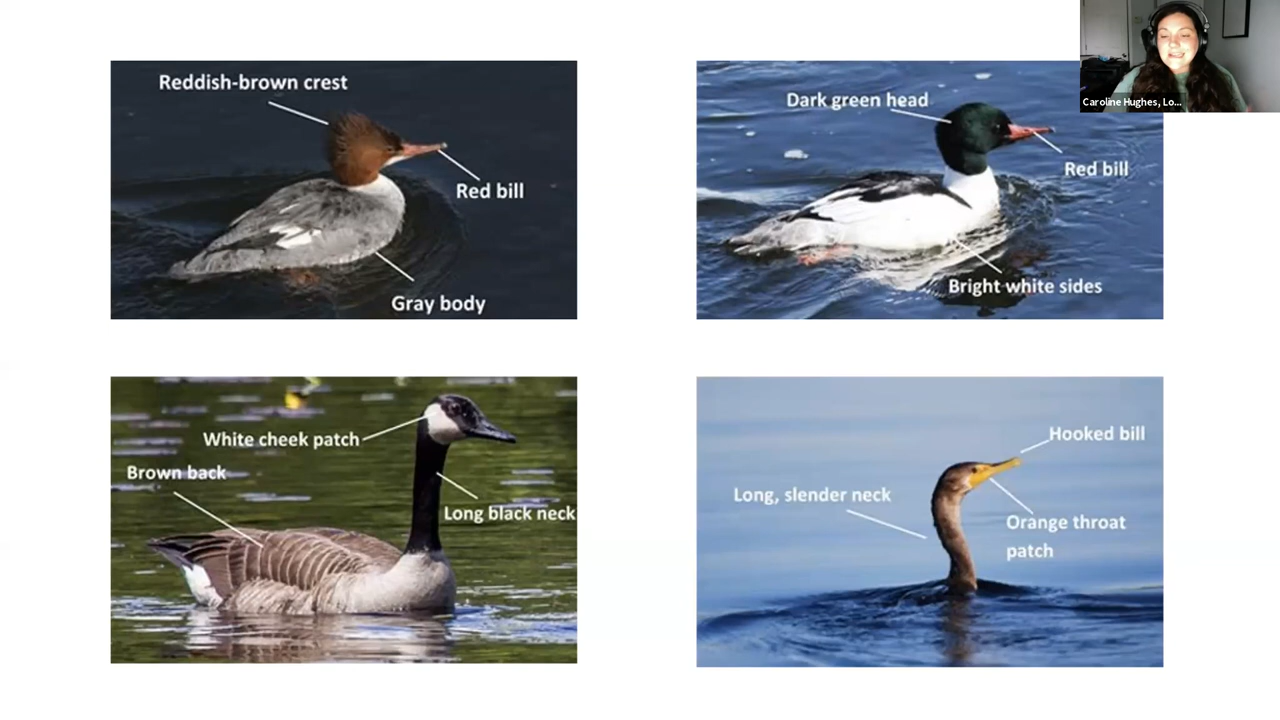 Reddish-brown crest
Red bill
Gray body
Dark green head
Red bill
Bright white sides
Caroline Hughes, Lo...
White cheek patch
Brown back
Long black neck
Hooked bill
Long, slender neck
Orange throat
patch